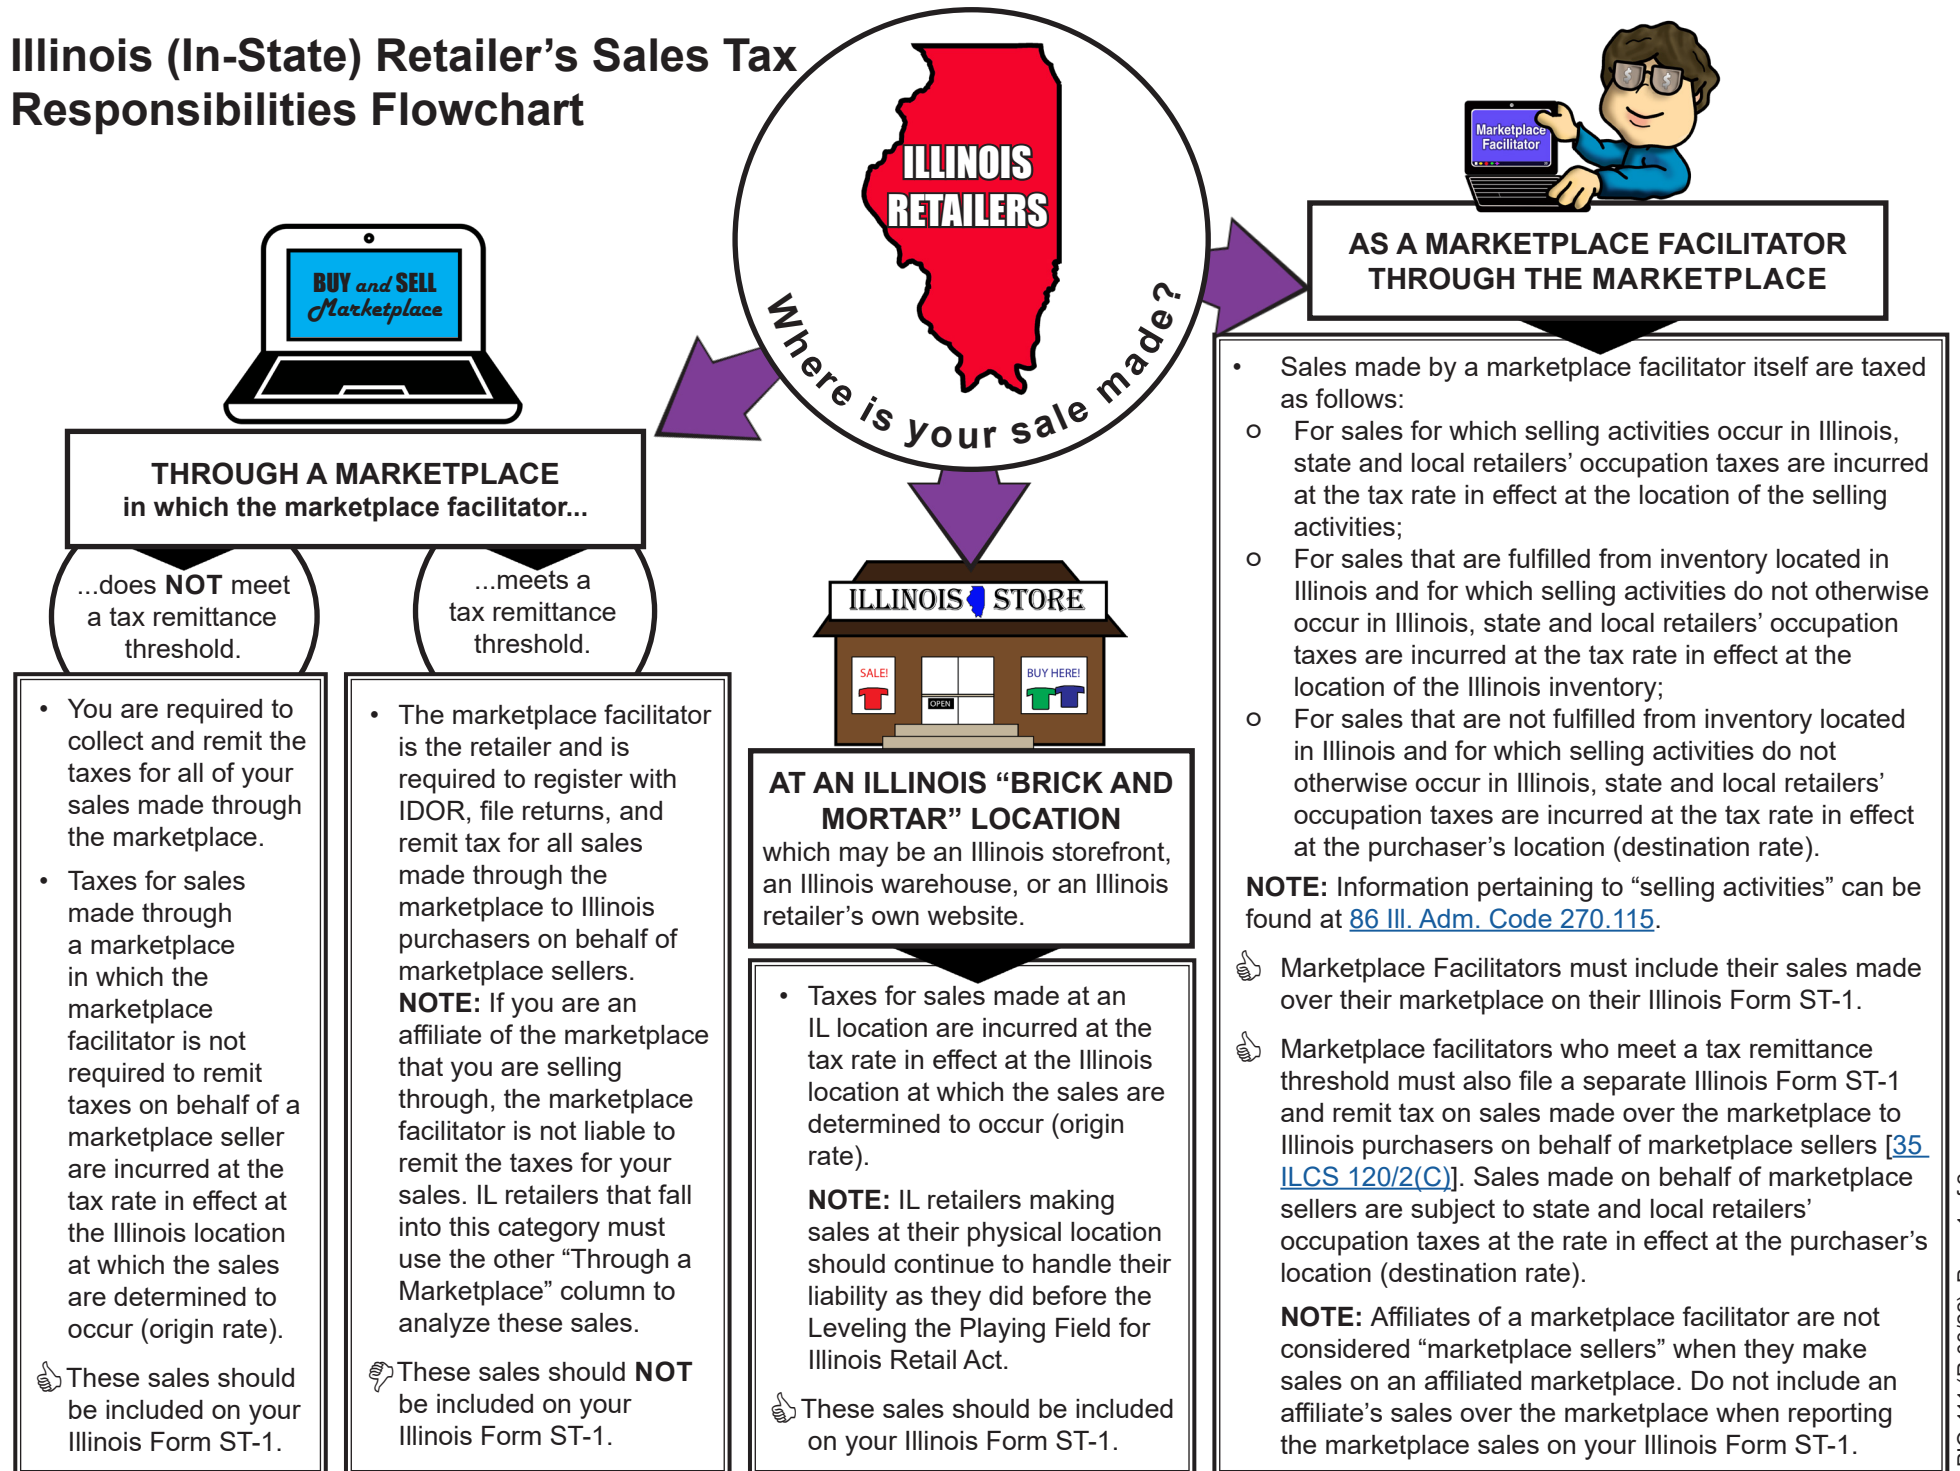 Illinois (In-State) Retailer’s Sales Tax
Responsibilities Flowchart
ILLINOIS
RETAILERS
Where is your sale made?
BUY and SELL
Marketplace
THROUGH A MARKETPLACE
in which the marketplace facilitator...
...does NOT meet
a tax remittance
threshold.
• You are required to
collect and remit the
taxes for all of your
sales made through
the marketplace.
• Taxes for sales
made through
a marketplace
in which the
marketplace
facilitator is not
required to remit
taxes on behalf of a
marketplace seller
are incurred at the
tax rate in effect at
the Illinois location
at which the sales
are determined to
occur (origin rate).
These sales should
be included on your
Illinois Form ST-1.
...meets a
tax remittance
threshold.
• The marketplace facilitator
is the retailer and is
required to register with
IDOR, file returns, and
remit tax for all sales
made through the
marketplace to Illinois
purchasers on behalf of
marketplace sellers.
NOTE: If you are an
affiliate of the marketplace
that you are selling
through, the marketplace
facilitator is not liable to
remit the taxes for your
sales. IL retailers that fall
into this category must
use the other “Through a
Marketplace” column to
analyze these sales.
These sales should NOT
be included on your
Illinois Form ST-1.
ILLINOIS STORE
SALE!
OPEN
BUY HERE!
AT AN ILLINOIS “BRICK AND
MORTAR” LOCATION
which may be an Illinois storefront,
an Illinois warehouse, or an Illinois
retailer’s own website.
• Taxes for sales made at an
IL location are incurred at the
tax rate in effect at the Illinois
location at which the sales are
determined to occur (origin
rate).
NOTE: IL retailers making
sales at their physical location
should continue to handle their
liability as they did before the
Leveling the Playing Field for
Illinois Retail Act.
These sales should be included
on your Illinois Form ST-1.
Marketplace
Facilitator
AS A MARKETPLACE FACILITATOR
THROUGH THE MARKETPLACE
• Sales made by a marketplace facilitator itself are taxed
as follows:
o For sales for which selling activities occur in Illinois,
state and local retailers’ occupation taxes are incurred
at the tax rate in effect at the location of the selling
activities;
o For sales that are fulfilled from inventory located in
Illinois and for which selling activities do not otherwise
occur in Illinois, state and local retailers’ occupation
taxes are incurred at the tax rate in effect at the
location of the Illinois inventory;
o For sales that are not fulfilled from inventory located
in Illinois and for which selling activities do not
otherwise occur in Illinois, state and local retailers’
occupation taxes are incurred at the tax rate in effect
at the purchaser’s location (destination rate).
NOTE: Information pertaining to “selling activities” can be
found at 86 Ill. Adm. Code 270.115.
Marketplace Facilitators must include their sales made
over their marketplace on their Illinois Form ST-1.
Marketplace facilitators who meet a tax remittance
threshold must also file a separate Illinois Form ST-1
and remit tax on sales made over the marketplace to
Illinois purchasers on behalf of marketplace sellers [35
ILCS 120/2(C)]. Sales made on behalf of marketplace
sellers are subject to state and local retailers’
occupation taxes at the rate in effect at the purchaser’s
location (destination rate).
NOTE: Affiliates of a marketplace facilitator are not
considered “marketplace sellers” when they make
sales on an affiliated marketplace. Do not include an
affiliate’s sales over the marketplace when reporting
the marketplace sales on your Illinois Form ST-1.